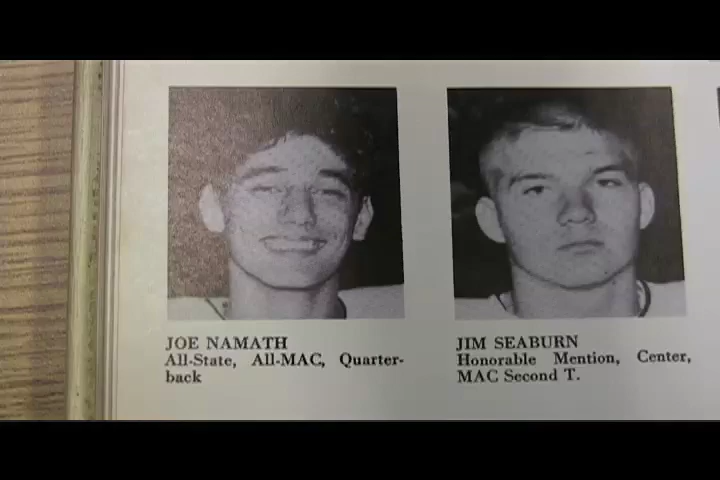 JOE NAMATH
All-State, All-MAC, Quarter-
back
JIM SEABURN
Honorable Mention, Center,
MAC Second T.